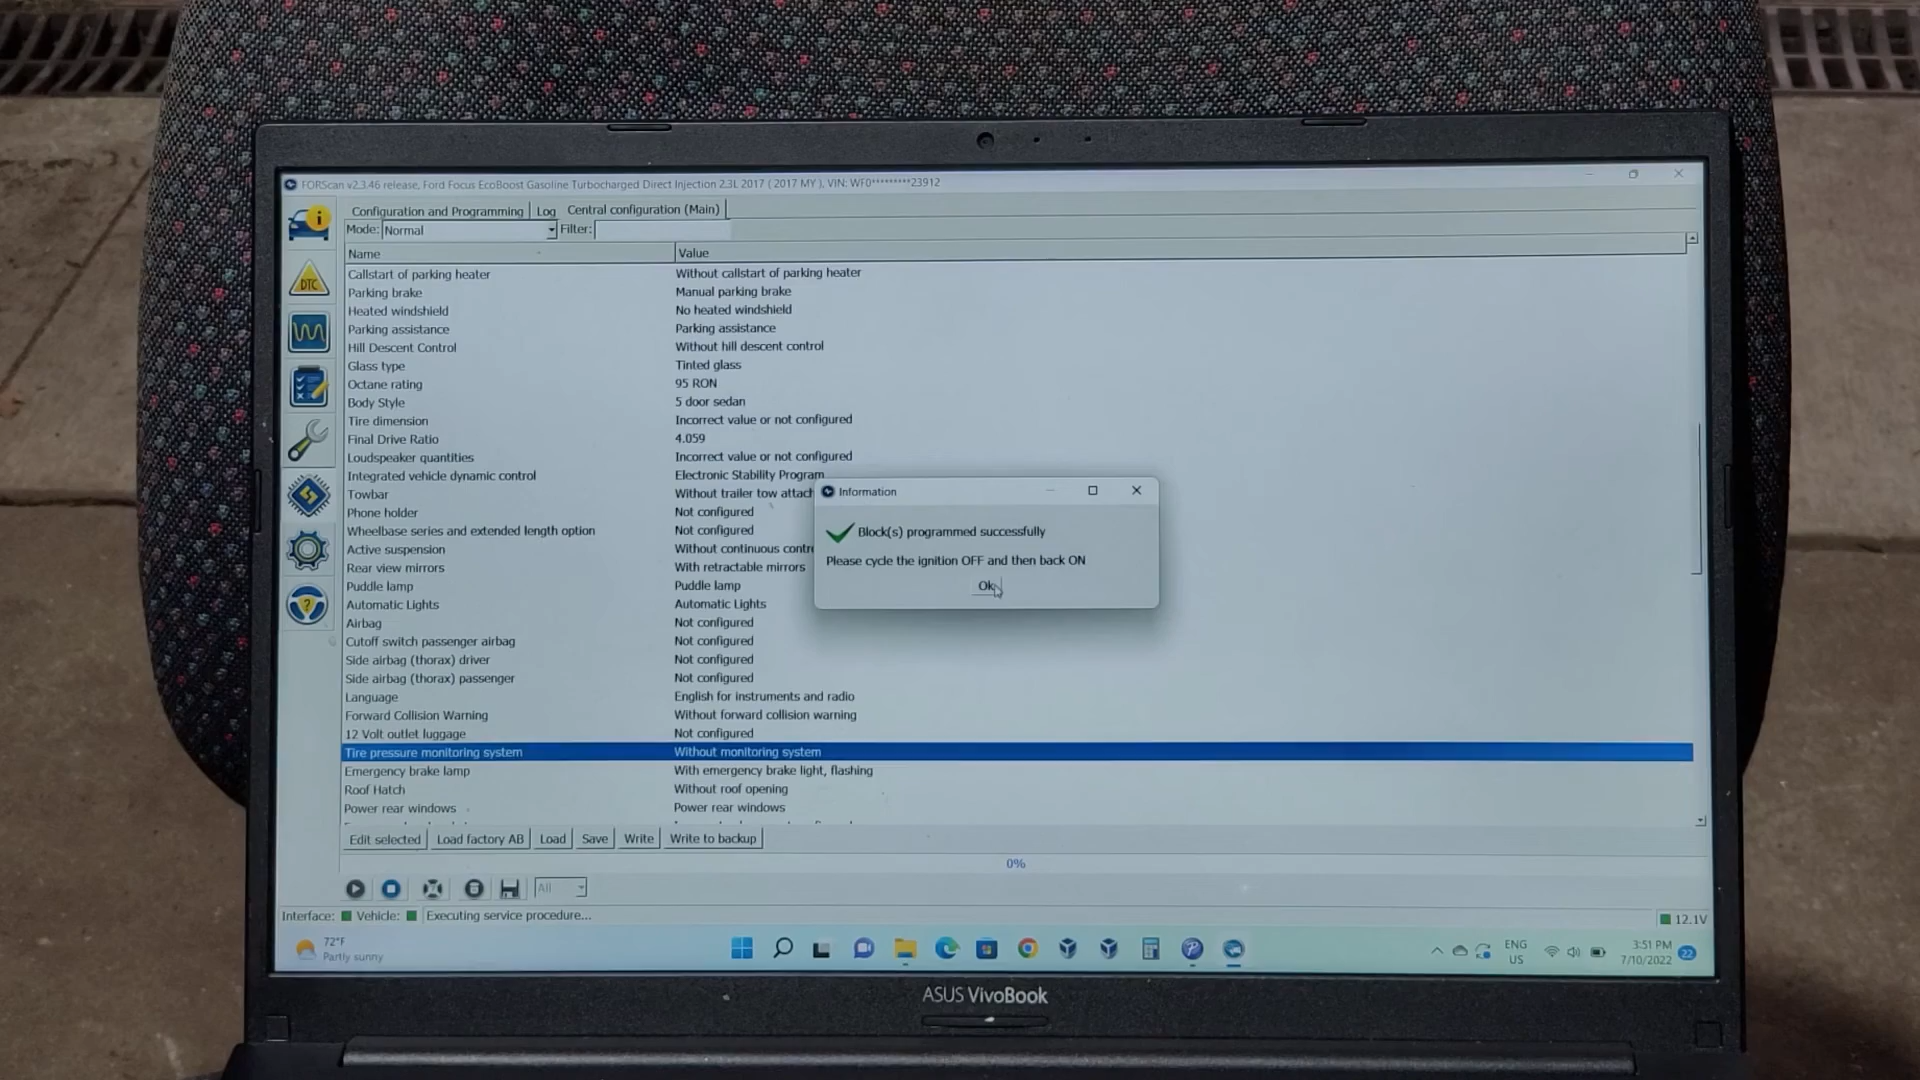 FORScan v2.3.46 release, Ford Focus EcoBoost Gasoline Turbocharged Direct Injection 2.3L 2017 ( 2017 MY ), VIN: WF0*********23912
Configuration and Programming Log Central configuration (Main)
Mode: Normal Filter:
Name Value
Callstart of parking heater Without callstart of parking heater
Parking brake Manual parking brake
Heated windshield No heated windshield
Parking assistance Parking assistance
Hill Descent Control Without hill descent control
Glass type Tinted glass
Octane rating 95 RON
Body Style 5 door sedan
Tire dimension Incorrect value or not configured
Final Drive Ratio 4.059
Loudspeaker quantities Incorrect value or not configured
Integrated vehicle dynamic control Electronic Stability Program
Towbar Without trailer tow attach
Phone holder Not configured
Wheelbase series and extended length option Not configured
Active suspension Without continuous contro
Rear view mirrors With retractable mirrors
Puddle lamp Puddle lamp
Automatic Lights Automatic Lights
Airbag Not configured
Cutoff switch passenger airbag Not configured
Side airbag (thorax) driver Not configured
Side airbag (thorax) passenger Not configured
Language English for instruments and radio
Forward Collision Warning Without forward collision warning
12 Volt outlet luggage Not configured
Tire pressure monitoring system Without monitoring system
Emergency brake lamp With emergency brake light, flashing
Roof Hatch Without roof opening
Power rear windows Power rear windows
Information
Block(s) programmed successfully
Please cycle the ignition OFF and then back ON
Ok
DTC
Edit selected Load factory AB Load Save Write Write to backup
0%
All
Interface: Vehicle: Executing service procedure... 12.1V
72°F
Partly sunny
ENG
US
3:51 PM
7/10/2022
22
ASUS VivoBook